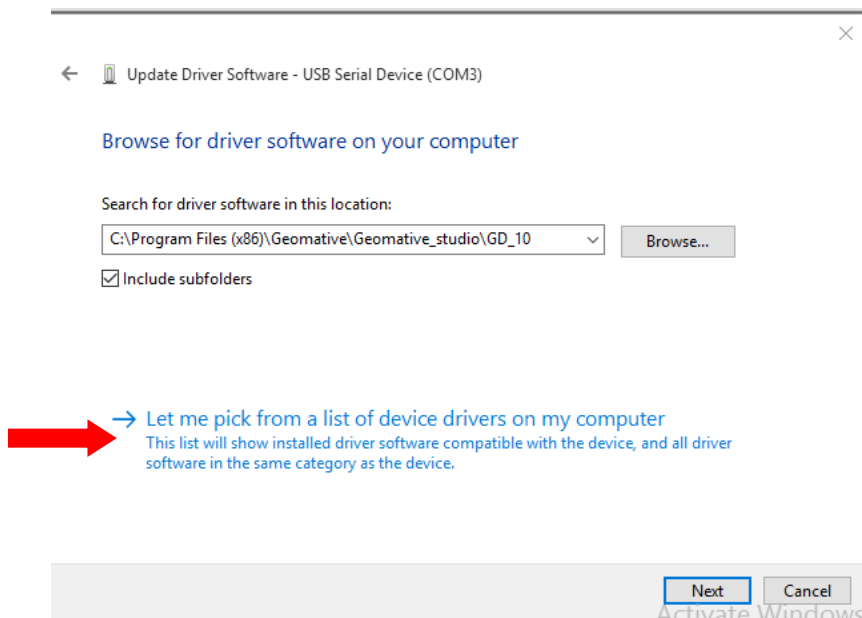 Update Driver Software - USB Serial Device (COM3)
Browse for driver software on your computer
Search for driver software in this location:
C:\Program Files (x86)\Geomative\Geomative_studio\GD_10
Browse...
Include subfolders
Let me pick from a list of device drivers on my computer
This list will show installed driver software compatible with the device, and all driver
software in the same category as the device.
Next
Cancel
Activate Windows